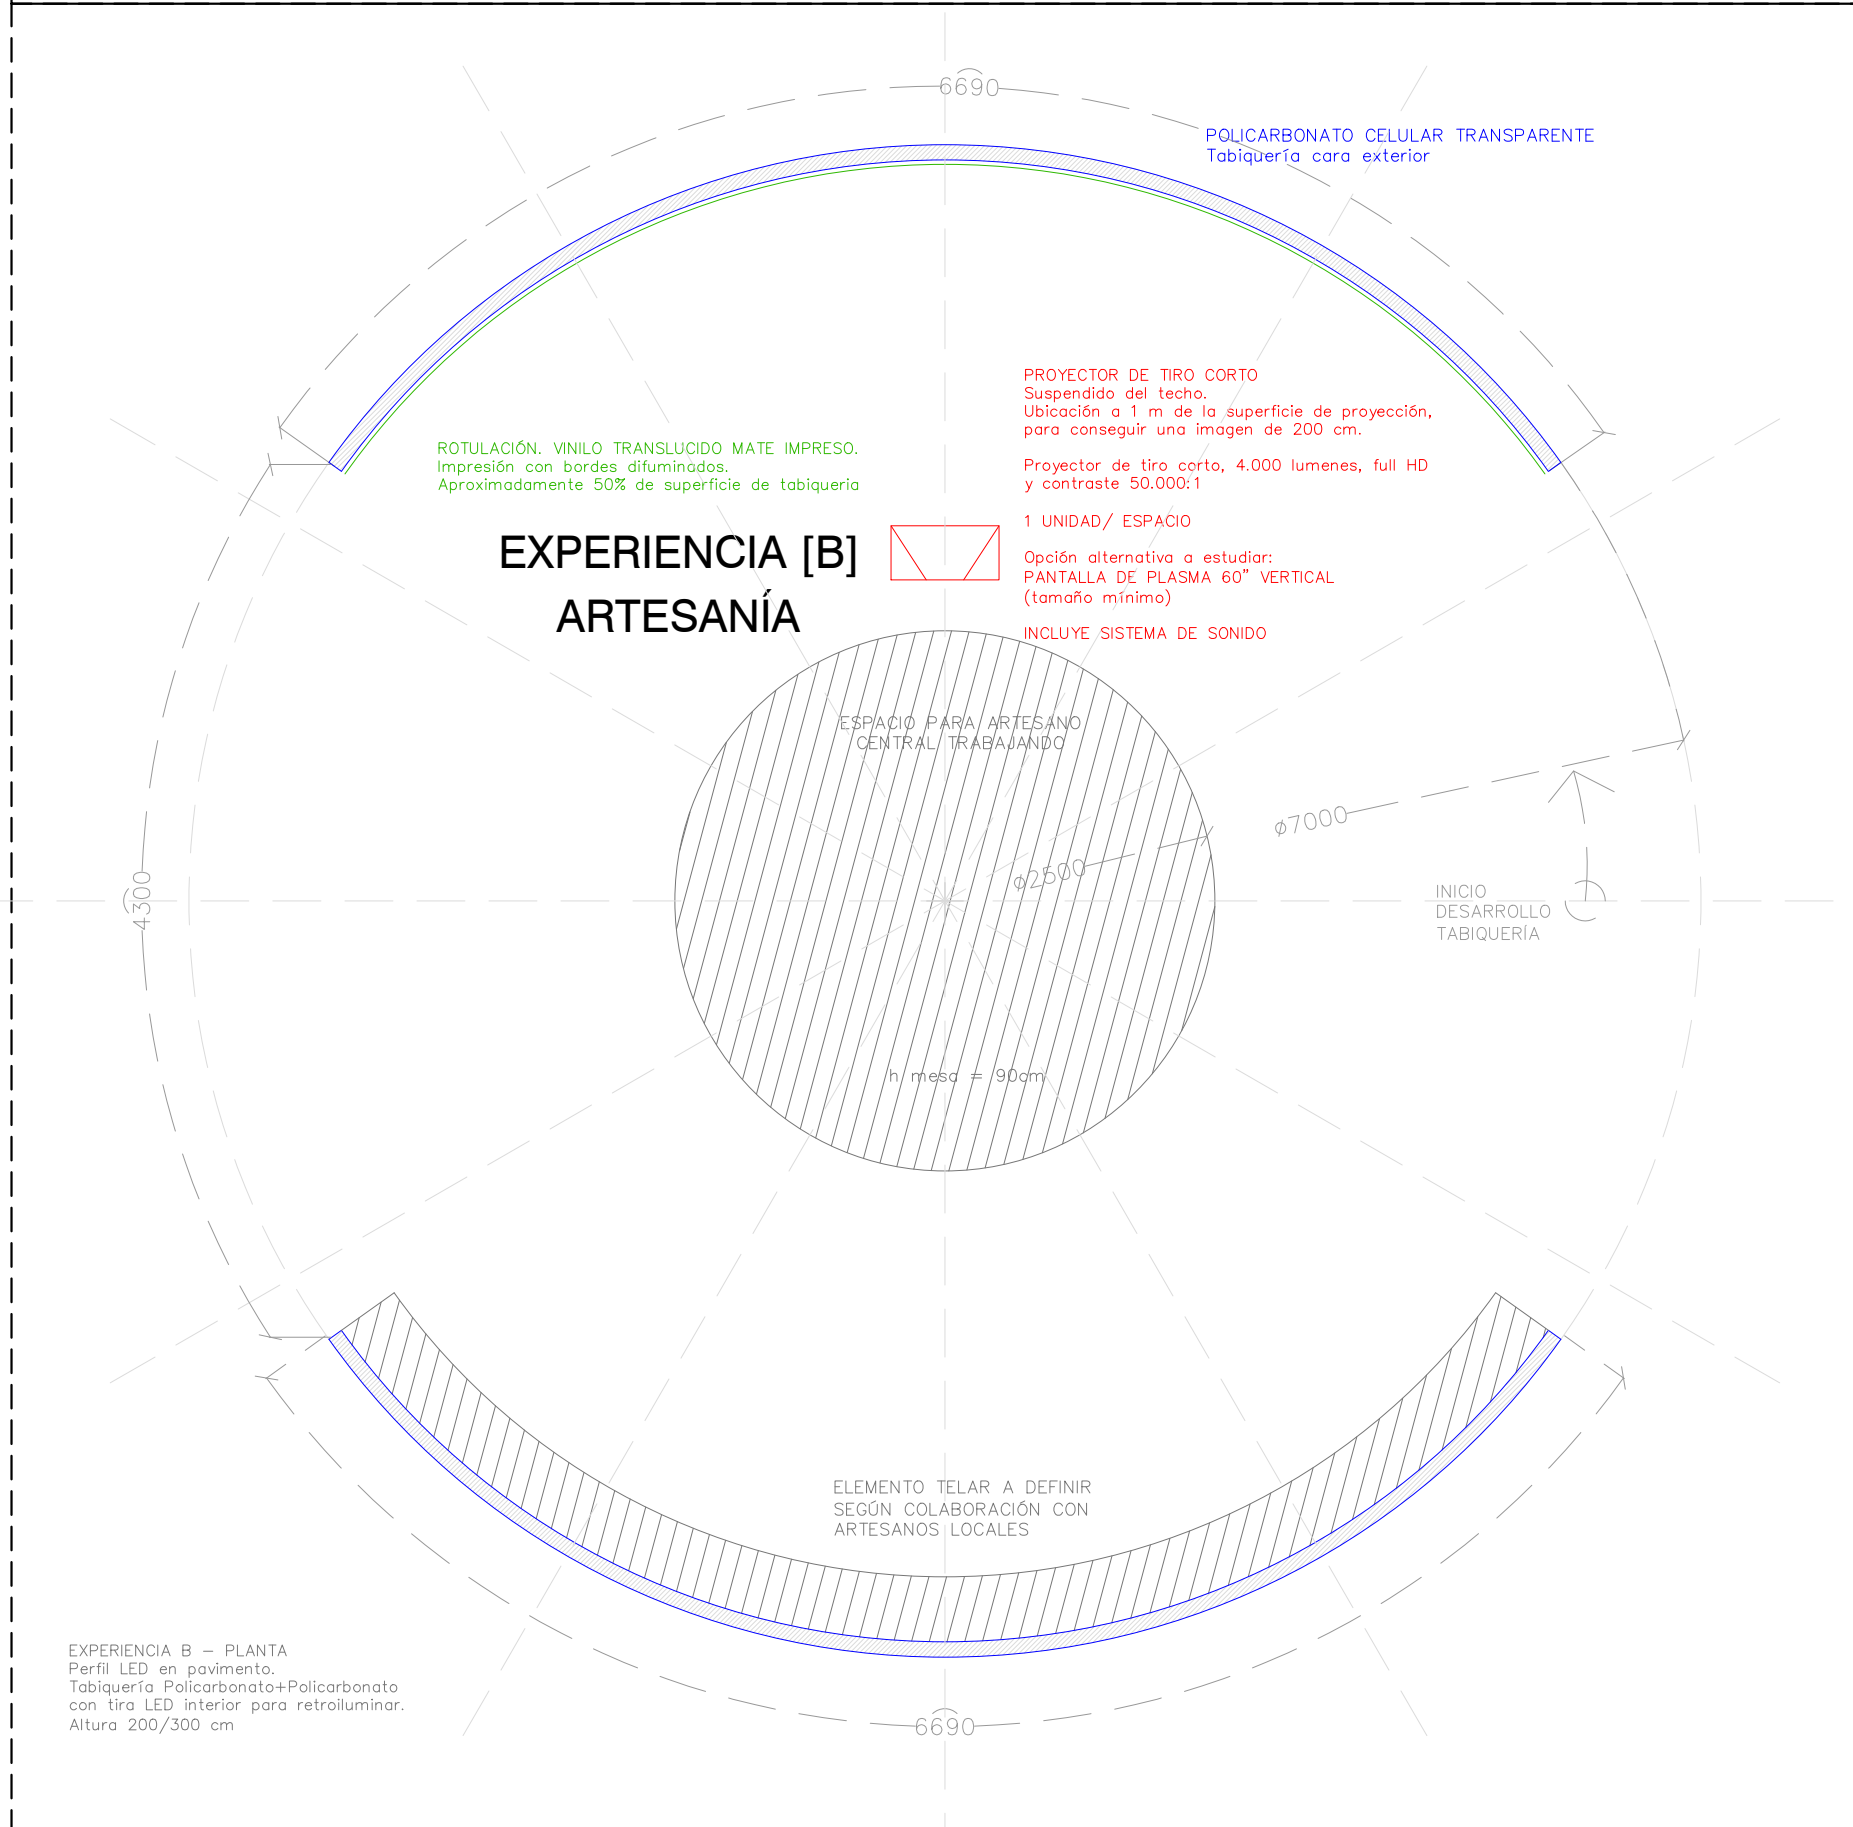 6690
POLICARBONATO CELULAR TRANSPARENTE
Tabiquería cara exterior
PROYECTOR DE TIRO CORTO
Suspendido del techo.
Ubicación a 1 m de la superficie de proyección,
para conseguir una imagen de 200 cm.
Proyector de tiro corto, 4.000 lumenes, full HD
y contraste 50.000:1
1 UNIDAD/ ESPACIO
Opción alternativa a estudiar:
PANTALLA DE PLASMA 60” VERTICAL
(tamaño mínimo)
INCLUYE SISTEMA DE SONIDO
ROTULACIÓN. VINILO TRANSLUCIDO MATE IMPRESO.
Impresión con bordes difuminados.
Aproximadamente 50% de superficie de tabiqueria
EXPERIENCIA [B]
ARTESANÍA
ESPACIO PARA ARTESANO
CENTRAL TRABAJANDO
ø7000
ø2500
4300
INICIO
DESARROLLO
TABIQUERÍA
h mesa = 90cm
ELEMENTO TELAR A DEFINIR
SEGÚN COLABORACIÓN CON
ARTESANOS LOCALES
EXPERIENCIA B – PLANTA
Perfil LED en pavimento.
Tabiquería Policarbonato+Policarbonato
con tira LED interior para retroiluminar.
Altura 200/300 cm
6690